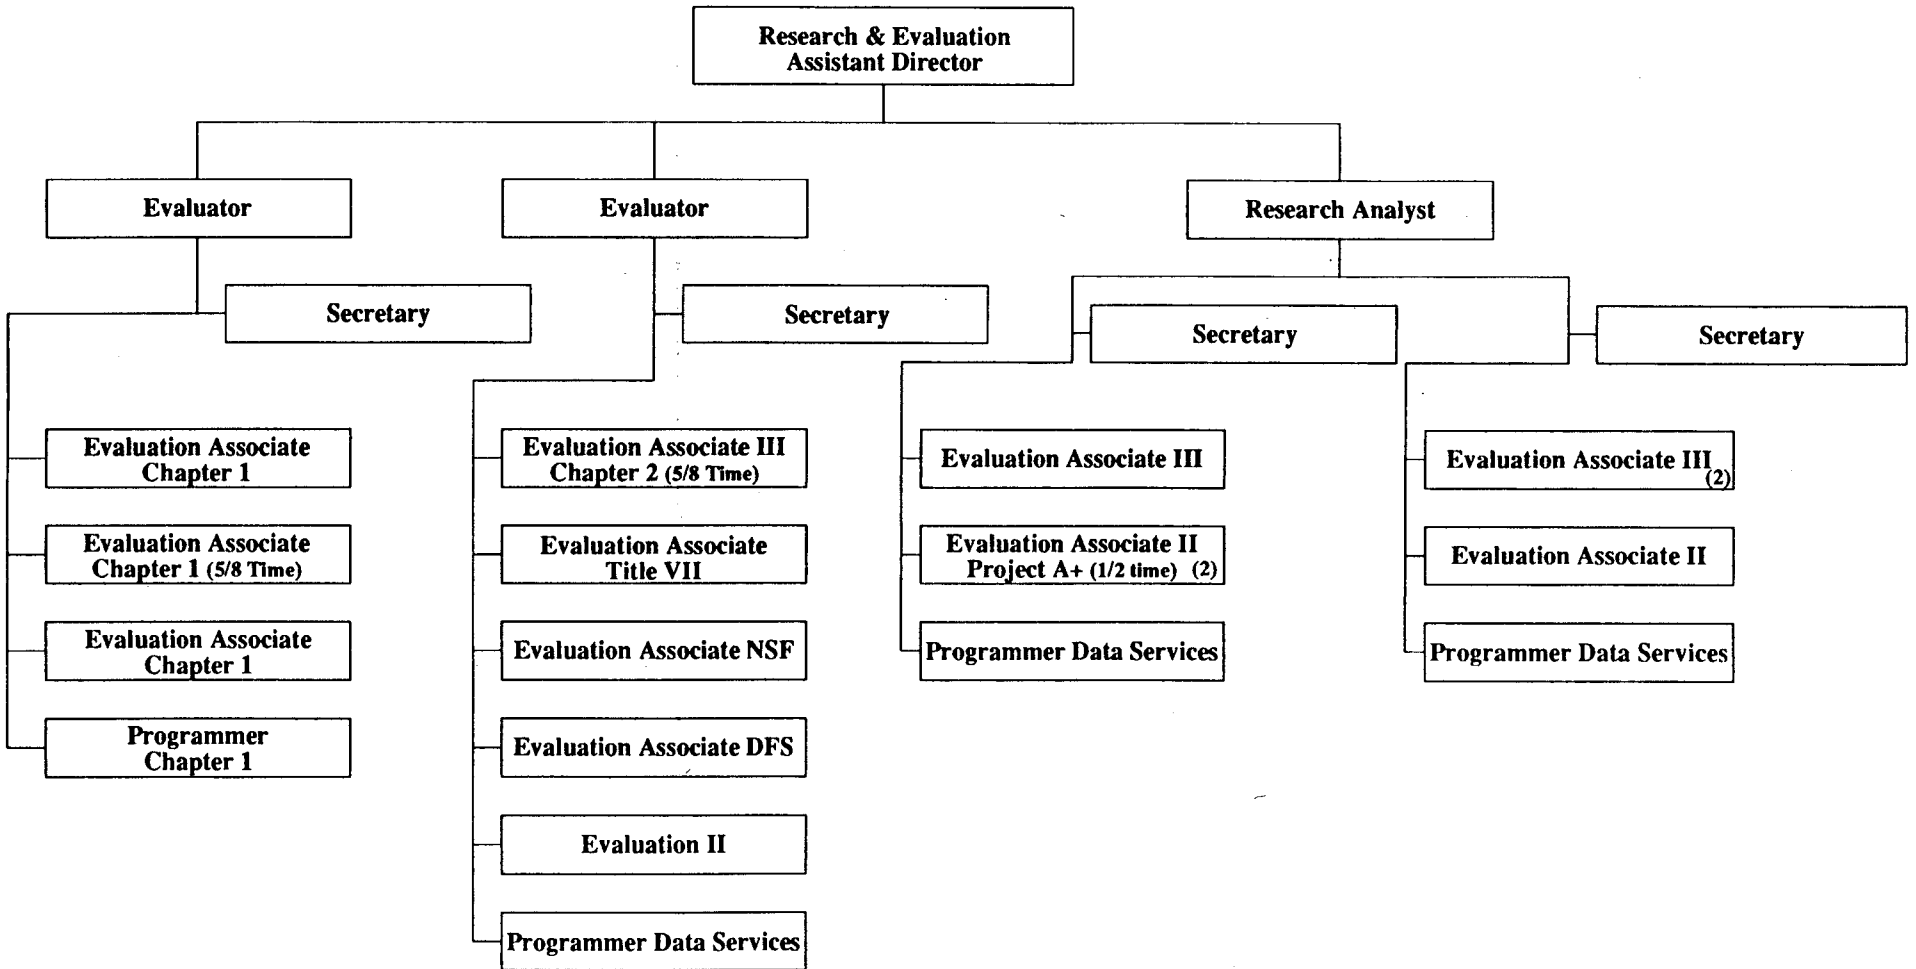 Research & Evaluation
Assistant Director
Evaluator
Evaluator
Research Analyst
Secretary
Secretary
Secretary
Secretary
Evaluation Associate
Chapter 1
Evaluation Associate
Chapter 1 (5/8 Time)
Evaluation Associate
Chapter 1
Programmer
Chapter 1
Evaluation Associate III
Chapter 2 (5/8 Time)
Evaluation Associate
Title VII
Evaluation Associate NSF
Evaluation Associate DFS
Evaluation II
Programmer Data Services
Evaluation Associate III
Evaluation Associate II
Project A+ (1/2 time) (2)
Programmer Data Services
Evaluation Associate III
(2)
Evaluation Associate II
Programmer Data Services